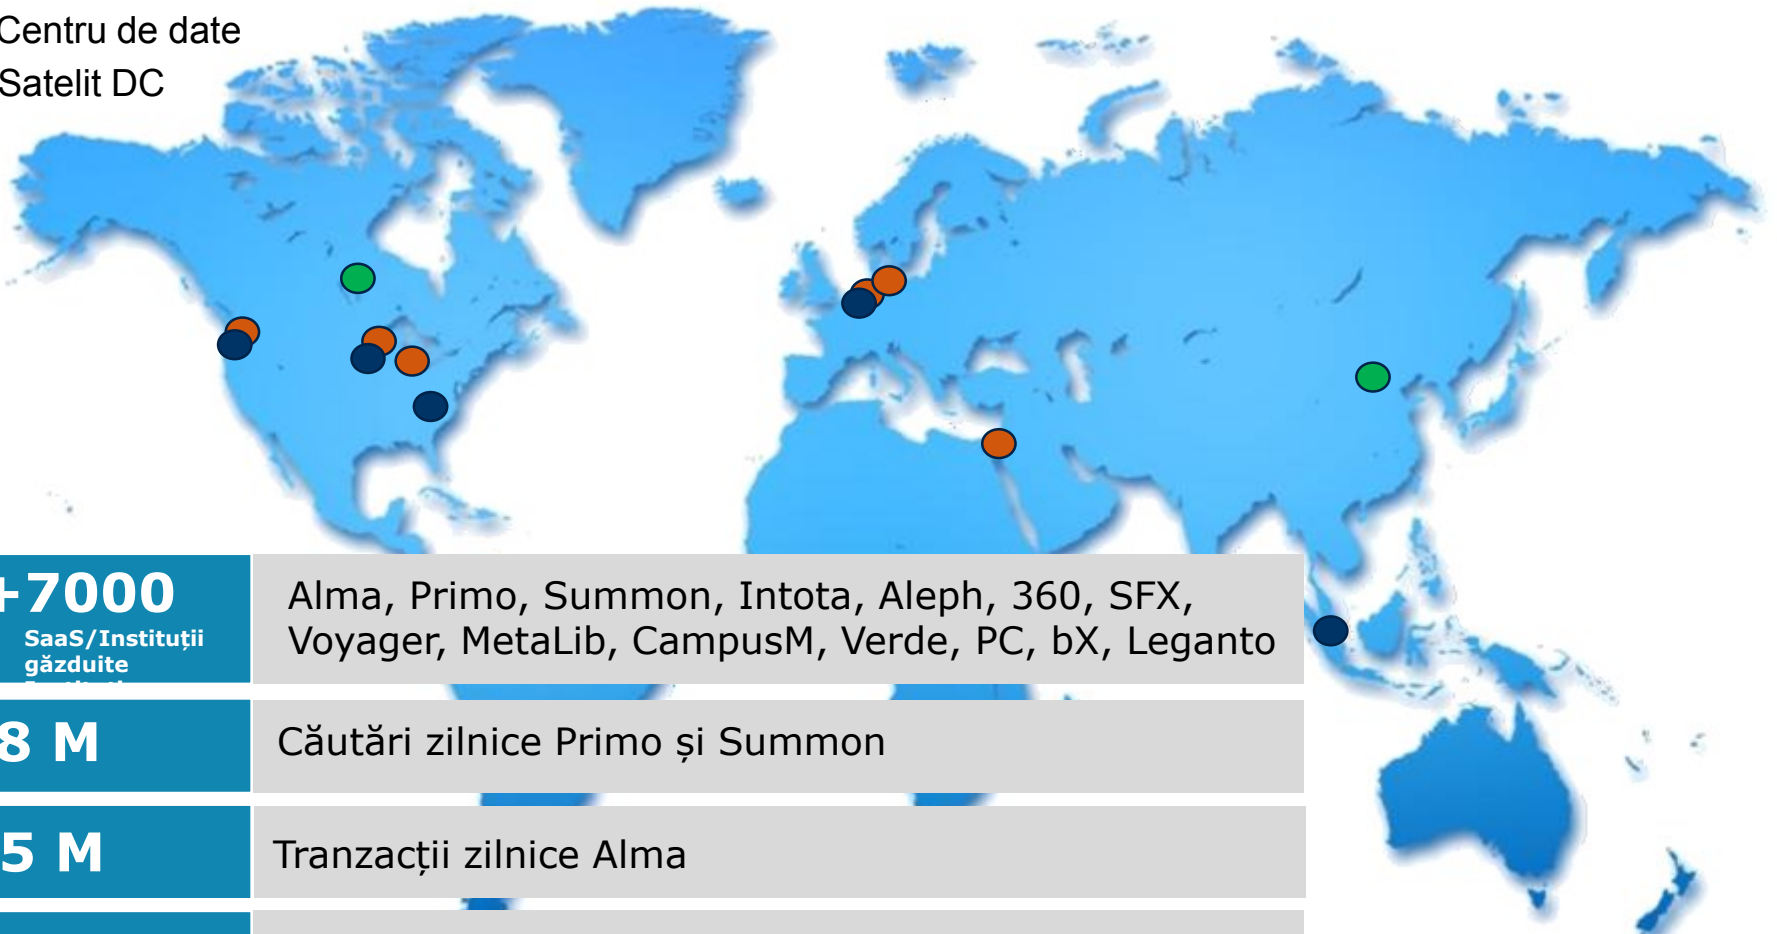 Centru de date
Satelit DC
+7000
SaaS/Instituții
găzduite
Alma, Primo, Summon, Intota, Aleph, 360, SFX,
Voyager, MetaLib, CampusM, Verde, PC, bX, Leganto
8 M
Căutări zilnice Primo și Summon
5 M
Tranzacții zilnice Alma